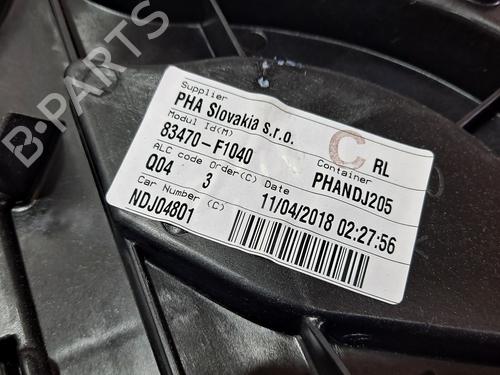 Supplier
PHA Slovakia s.r.o.
C RL
Modul Id(M)
Container
83470-F1040
PHANDJ205
ALC code Order(C) Date
Q04 3 11/04/2018 02:27:56
Car Number (C)
NDJ04801
B-PARTS